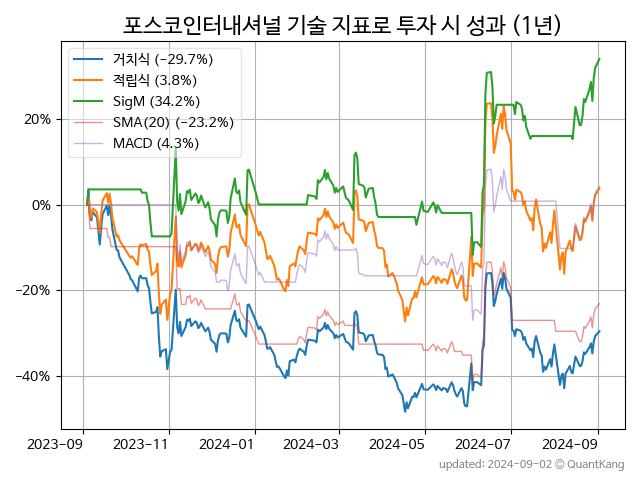 포스코인터내셔널 기술 지표로 투자 시 성과 (1년)
거치식 (-29.7%)
적립식 (3.8%)
SigM (34.2%)
SMA(20) (-23.2%)
MACD (4.3%)
20%
0%
-20%
-40%
2023-09 2023-11 2024-01 2024-03 2024-05 2024-07 2024-09
updated: 2024-09-02 © QuantKang